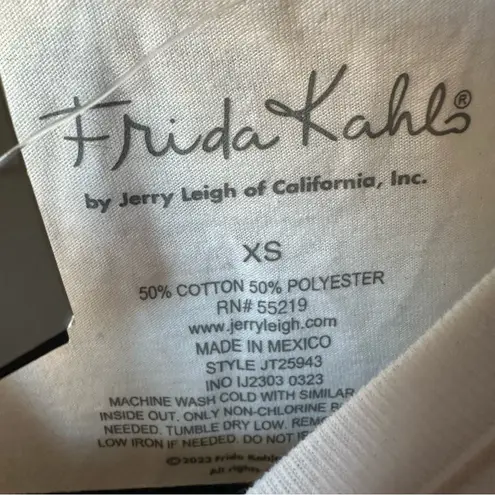 Frida Kahlo®
by Jerry Leigh of California, Inc.
XS
50% COTTON 50% POLYESTER
RN# 55219
www.jerryleigh.com
MADE IN MEXICO
STYLE JT25943
INO IJ2303 0323
MACHINE WASH COLD WITH SIMILAR
INSIDE OUT. ONLY NON-CHLORINE
NEEDED. TUMBLE DRY LOW.
LOW IRON IF NEEDED. DO NOT
©2022 Frida Kahlo
All rights